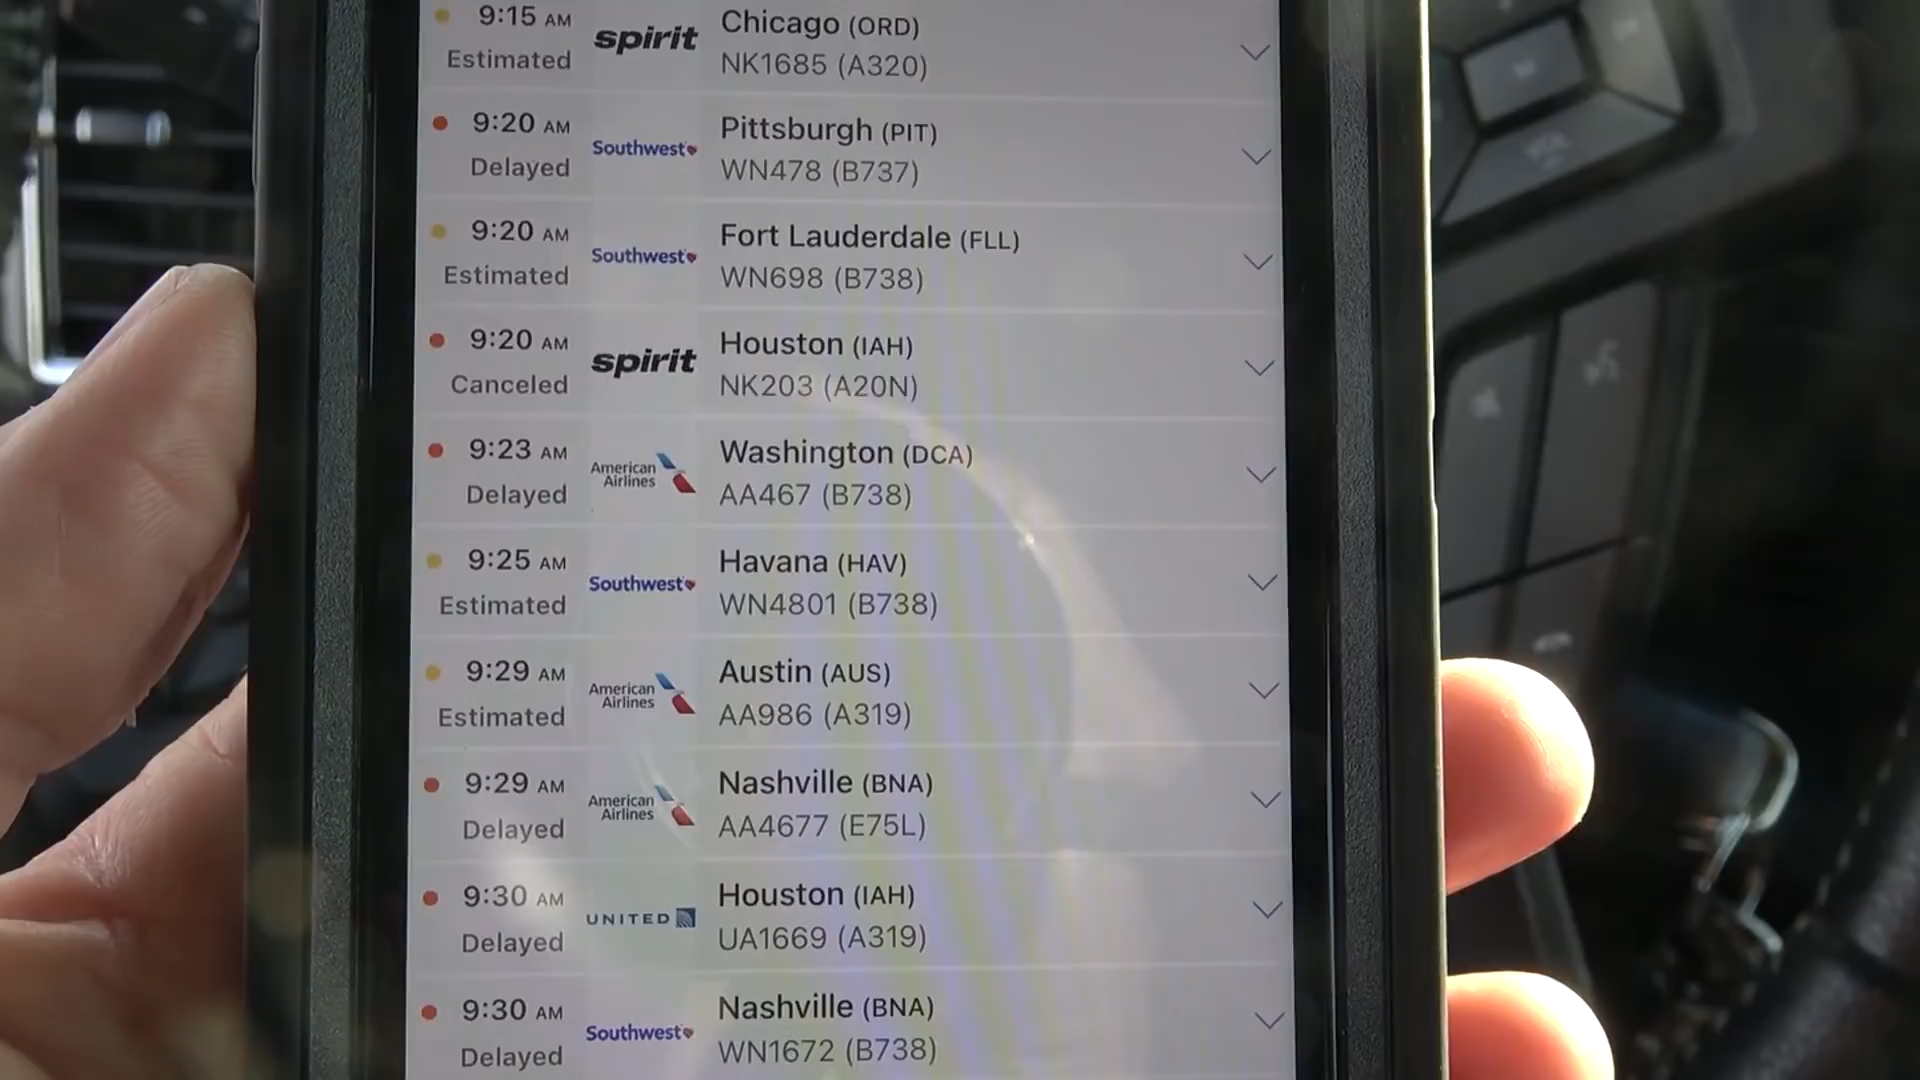 9:15 AM
Estimated
spirit
Chicago (ORD)
NK1685 (A320)
9:20 AM
Delayed
Southwest
Pittsburgh (PIT)
WN478 (B737)
9:20 AM
Estimated
Southwest
Fort Lauderdale (FLL)
WN698 (B738)
9:20 AM
Canceled
spirit
Houston (IAH)
NK203 (A20N)
9:23 AM
Delayed
American
Airlines
Washington (DCA)
AA467 (B738)
9:25 AM
Estimated
Southwest
Havana (HAV)
WN4801 (B738)
9:29 AM
Estimated
American
Airlines
Austin (AUS)
AA986 (A319)
9:29 AM
Delayed
American
Airlines
Nashville (BNA)
AA4677 (E75L)
9:30 AM
Delayed
UNITED
Houston (IAH)
UA1669 (A319)
9:30 AM
Delayed
Southwest
Nashville (BNA)
WN1672 (B738)